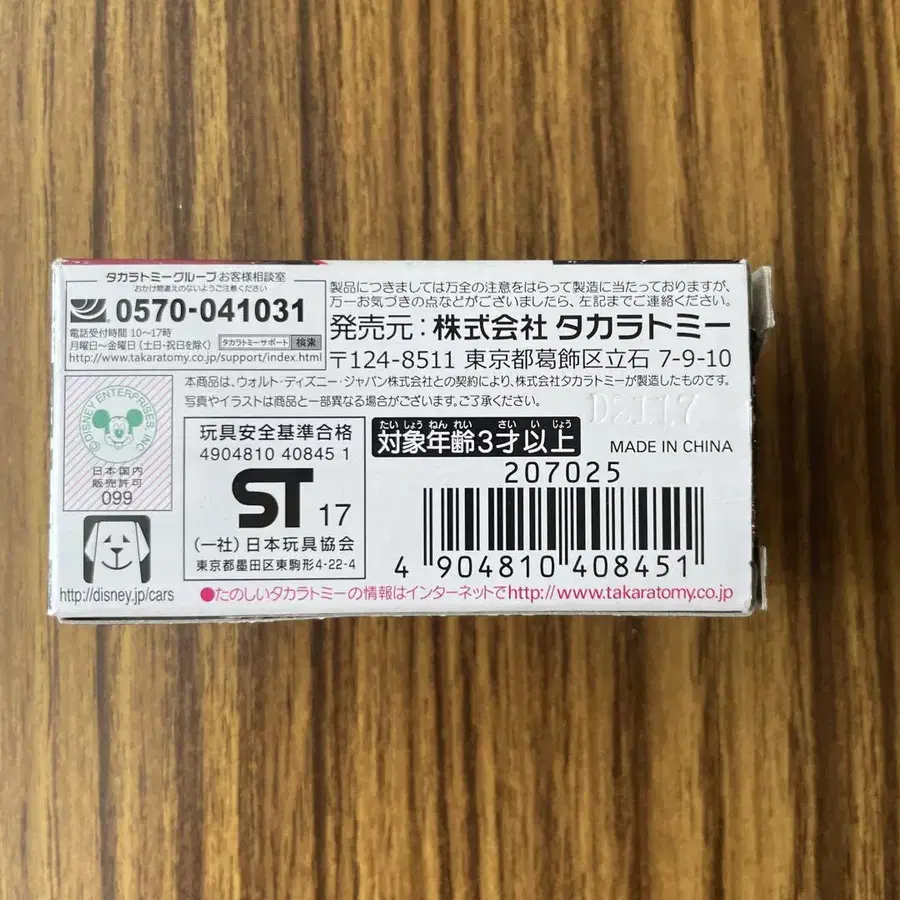 タカラトミーグループ お客様相談室
おかけ間違えのないようご注意ください
0570-041031
電話受付時間 10～17時
月曜日～金曜日 (土日・祝日を除く)
タカラトミーサポート 検索
http://www.takaratomy.co.jp/support/index.html
製品につきましては万全の注意をはらって製造に当たっておりますが、
万一お気づきの点などがございましたら、左記までご連絡ください。
発売元：株式会社 タカラトミー
〒124-8511 東京都葛飾区立石 7-9-10
本商品は、ウォルト・ディズニー・ジャパン株式会社との契約により、株式会社タカラトミーが製造したものです。
写真やイラストは商品と一部異なる場合がございます。ご了承ください。
©DISNEY ENTERPRISES, INC.
日本国内
販売許可
099
http://disney.jp/cars
玩具安全基準合格
4904810 40845 1
ST 17
(一社) 日本玩具協会
東京都墨田区東駒形4-22-4
たいしょうねんれい さい いじょう
対象年齢3才以上
MADE IN CHINA
207025
4 904810 408451
●たのしいタカラトミーの情報はインターネットでhttp://www.takaratomy.co.jp